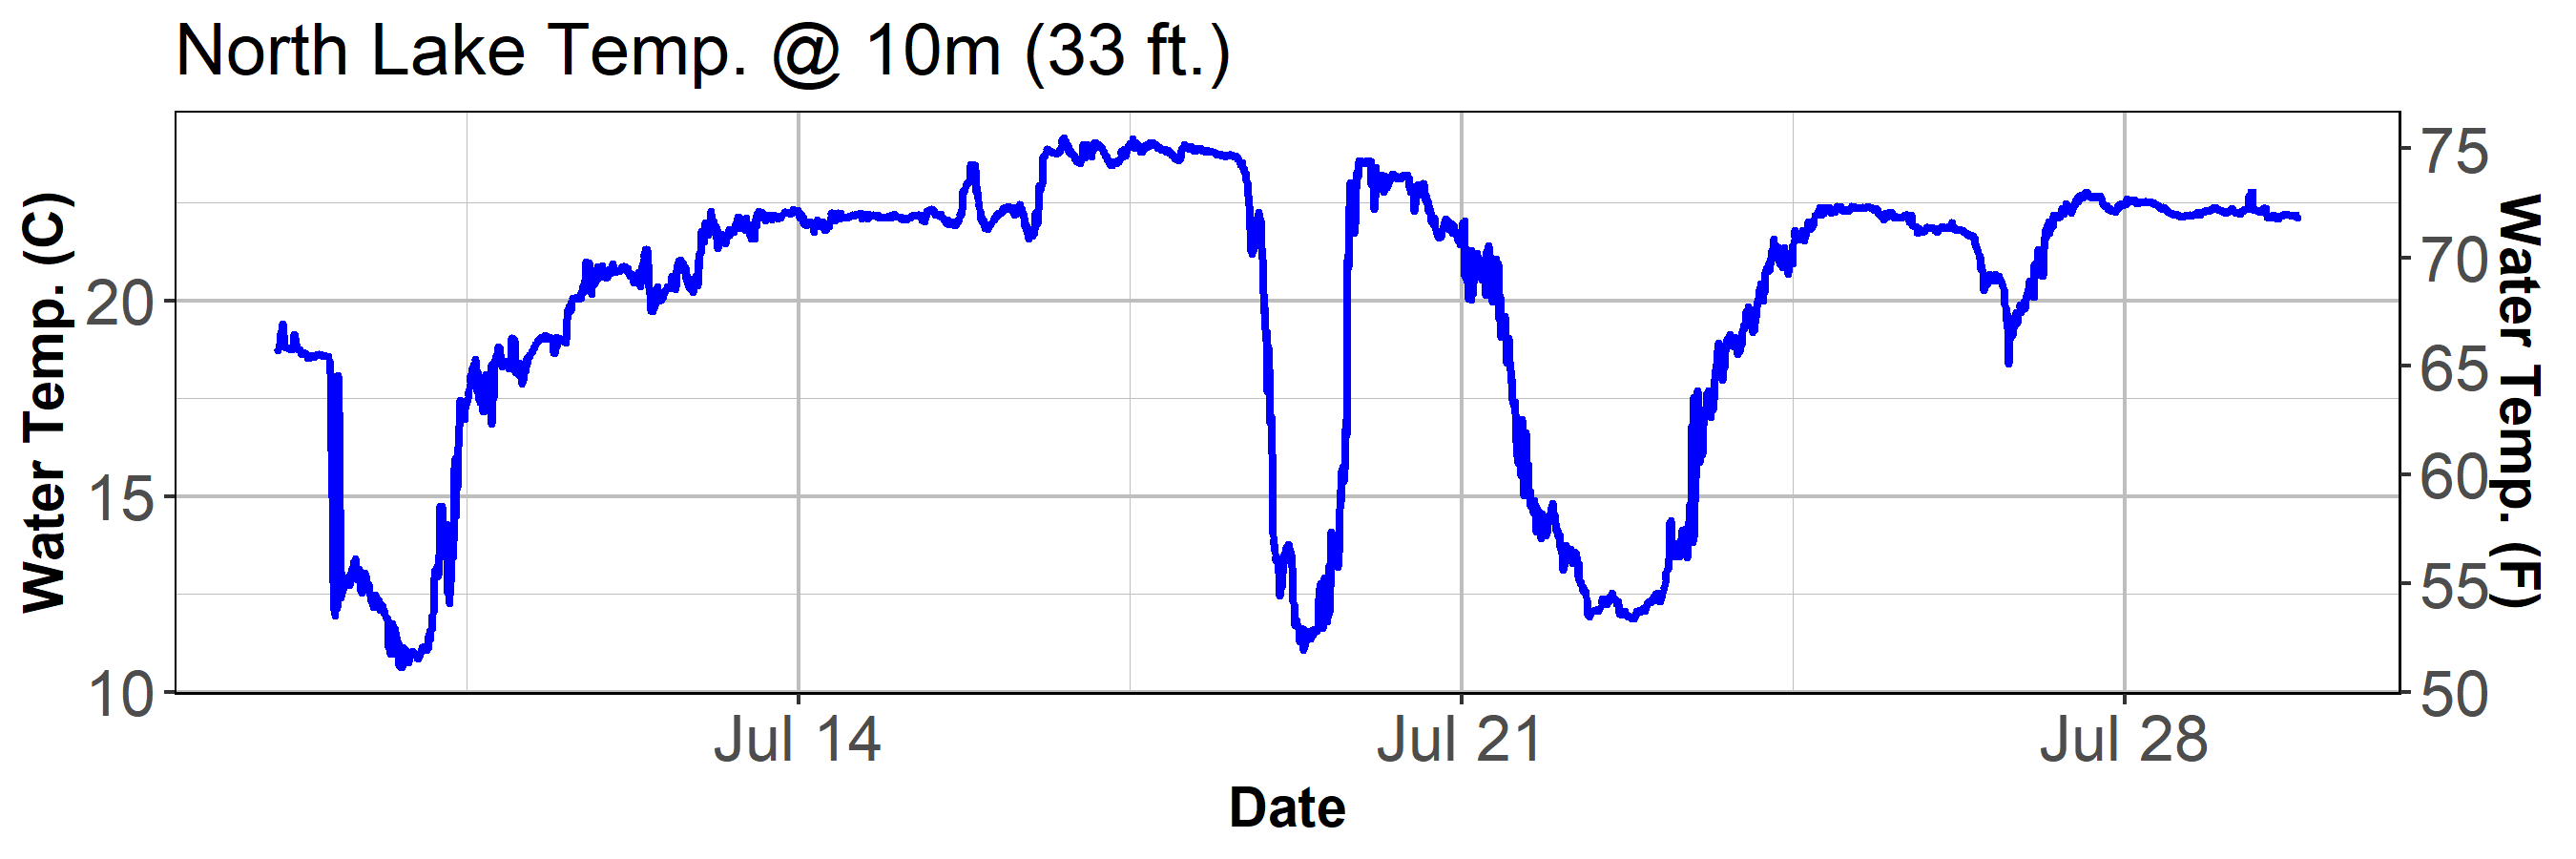 North Lake Temp. @ 10m (33 ft.)
Water Temp. (C)
20
15
10
75
70
65
60
55
50
Water Temp. (F)
Jul 14
Jul 21
Jul 28
Date